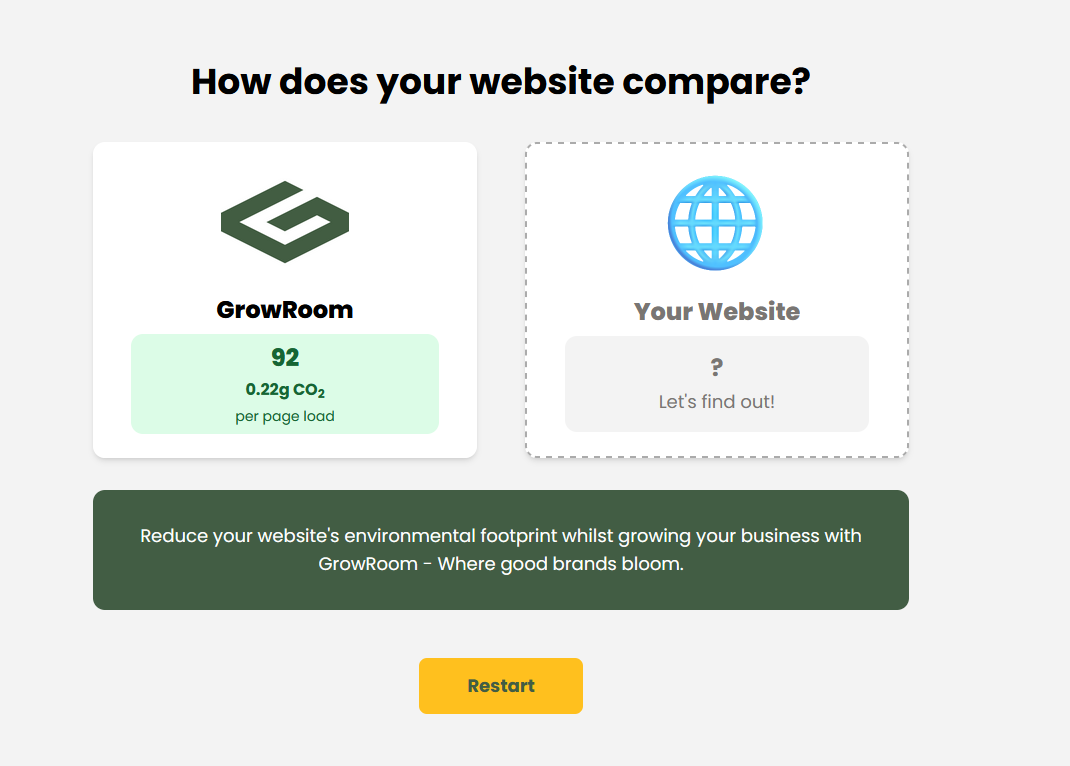 How does your website compare?
GrowRoom
92
0.22g CO₂
per page load
Your Website
?
Let's find out!
Reduce your website's environmental footprint whilst growing your business with
GrowRoom - Where good brands bloom.
Restart